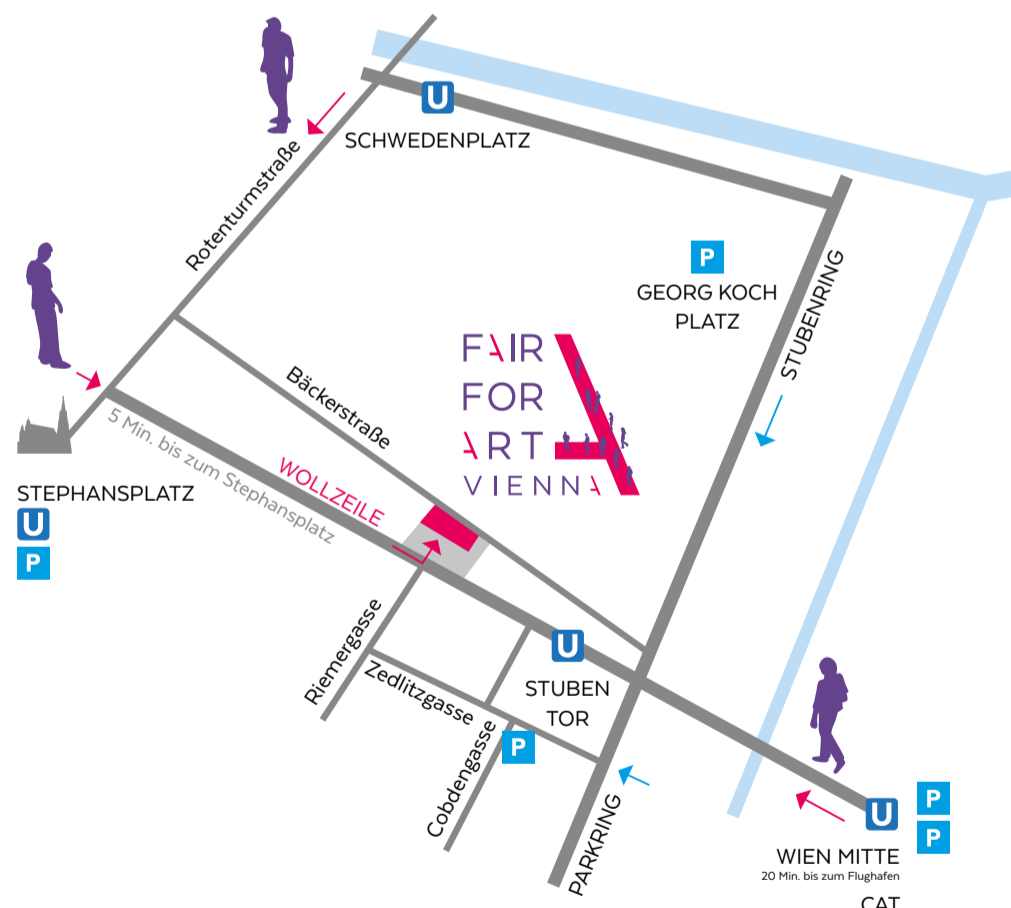 U
SCHWEDENPLATZ
Rotenturmstraße
P
GEORG KOCH
PLATZ
STUBENRING
FAIR
FOR
ART
VIENNA
Bäckerstraße
5 Min. bis zum Stephansplatz
WOLLZEILE
STEPHANSPLATZ
U
P
Riemergasse
Zedlitzgasse
U
STUBEN
TOR
P
Cobdengasse
PARKRING
U
P
P
WIEN MITTE
20 Min. bis zum Flughafen
CAT